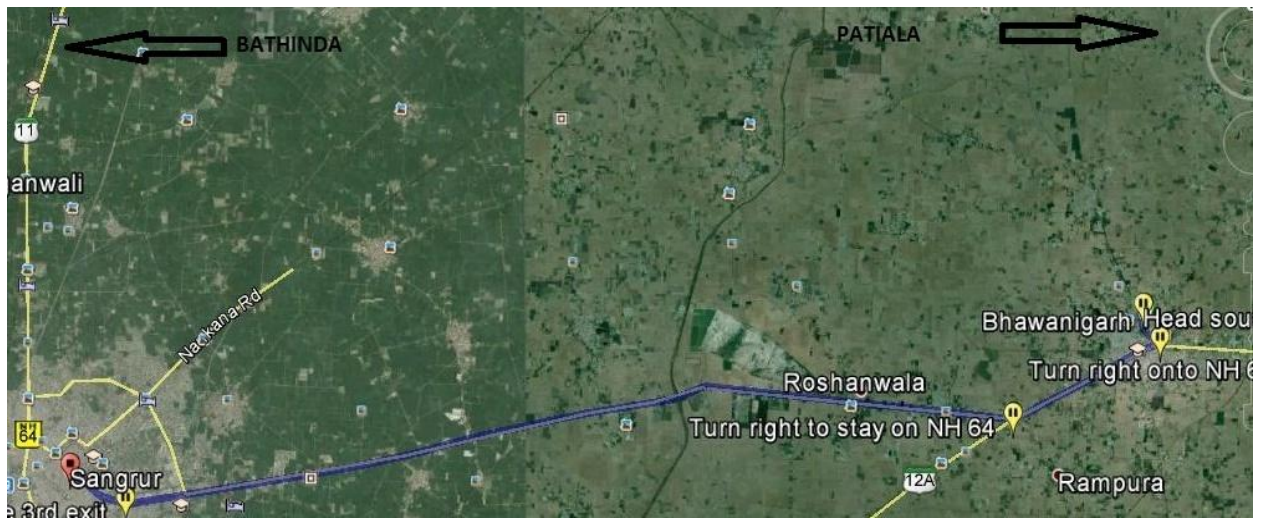 BATHINDA
PATIALA
11
anwali
Nankana Rd
Bhawanigarh
Head sou
Turn right onto NH 6
Roshanwala
Turn right to stay on NH 64
64
Sangrur
12A
Rampura
e 3rd exit